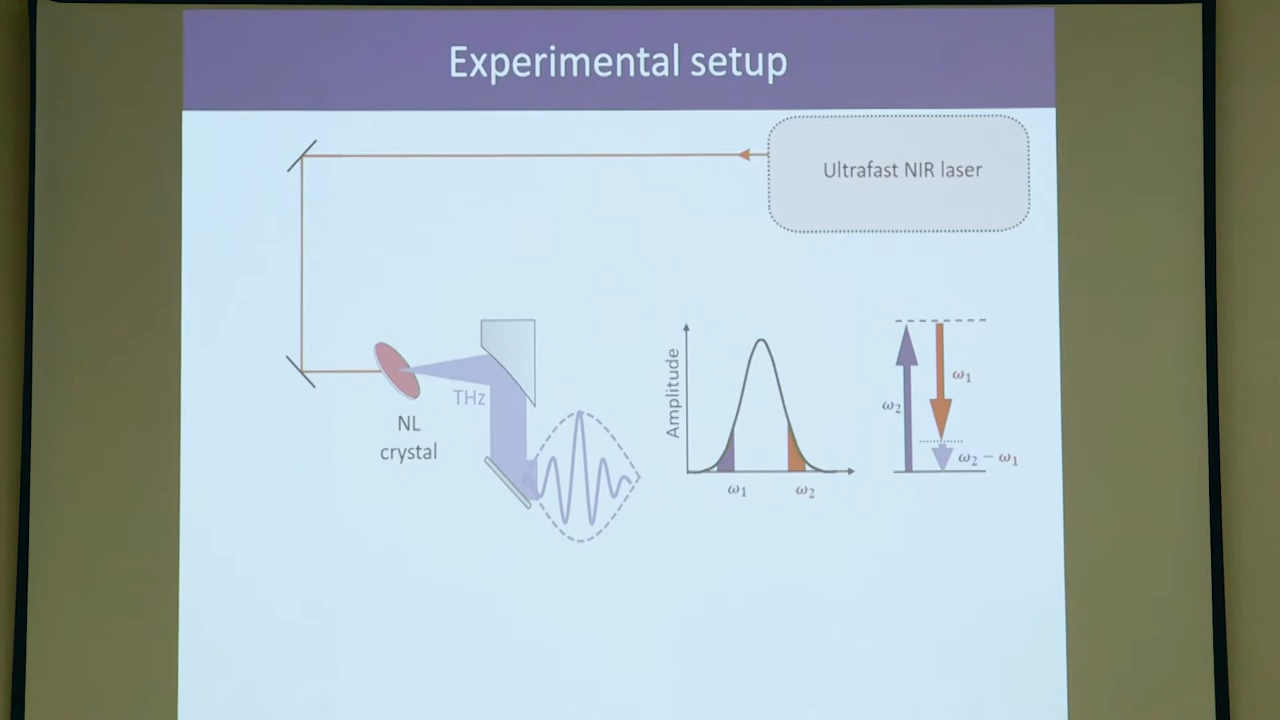 Experimental setup
Ultrafast NIR laser
THz
NL
crystal
Amplitude
ω₁
ω₂
ω₂
ω₁
ω₂ − ω₁